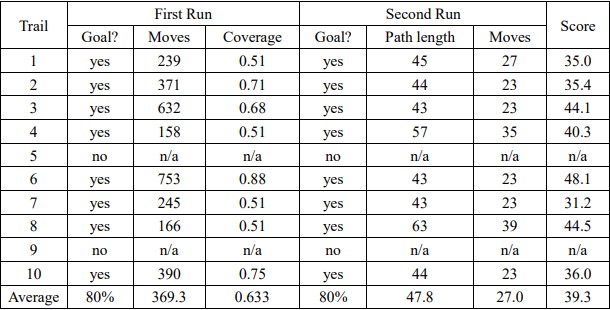 Trail First Run Second Run Score
Goal? Moves Coverage Goal? Path length Moves
1 yes 239 0.51 yes 45 27 35.0
2 yes 371 0.71 yes 44 23 35.4
3 yes 632 0.68 yes 43 23 44.1
4 yes 158 0.51 yes 57 35 40.3
5 no n/a n/a no n/a n/a n/a
6 yes 753 0.88 yes 43 23 48.1
7 yes 245 0.51 yes 43 23 31.2
8 yes 166 0.51 yes 63 39 44.5
9 no n/a n/a no n/a n/a n/a
10 yes 390 0.75 yes 44 23 36.0
Average 80% 369.3 0.633 80% 47.8 27.0 39.3